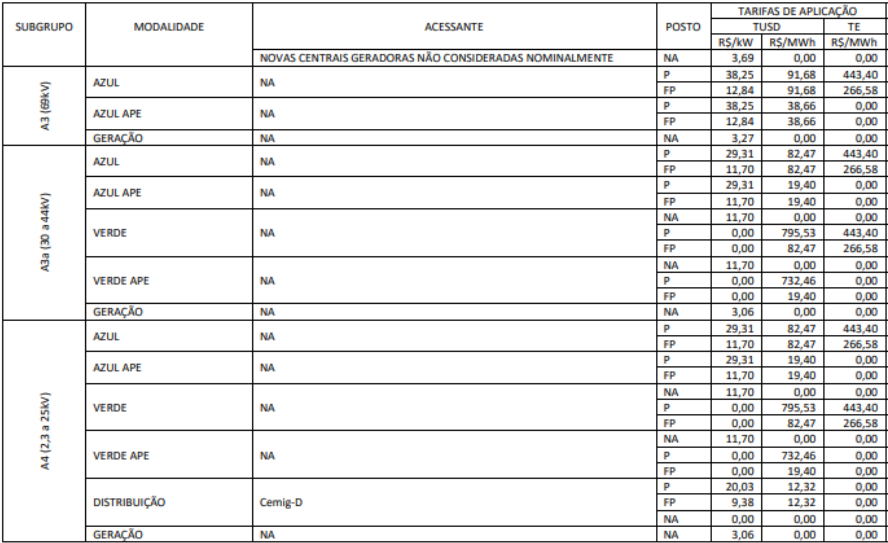 SUBGRUPO MODALIDADE ACESSANTE POSTO TARIFAS DE APLICAÇÃO
TUSD TE
R$/kW R$/MWh R$/MWh
NOVAS CENTRAIS GERADORAS NÃO CONSIDERADAS NOMINALMENTE NA 3,69 0,00 0,00
A3 (69kV)
AZUL NA P 38,25 91,68 443,40
FP 12,84 91,68 266,58
AZUL APE NA P 38,25 38,66 0,00
FP 12,84 38,66 0,00
GERAÇÃO NA NA 3,27 0,00 0,00
A3a (30 a 44kV)
AZUL NA P 29,31 82,47 443,40
FP 11,70 82,47 266,58
AZUL APE NA P 29,31 19,40 0,00
FP 11,70 19,40 0,00
VERDE NA NA 11,70 0,00 0,00
P 0,00 795,53 443,40
FP 0,00 82,47 266,58
VERDE APE NA NA 11,70 0,00 0,00
P 0,00 732,46 0,00
FP 0,00 19,40 0,00
GERAÇÃO NA NA 3,06 0,00 0,00
A4 (2,3 a 25kV)
AZUL NA P 29,31 82,47 443,40
FP 11,70 82,47 266,58
AZUL APE NA P 29,31 19,40 0,00
FP 11,70 19,40 0,00
VERDE NA NA 11,70 0,00 0,00
P 0,00 795,53 443,40
FP 0,00 82,47 266,58
VERDE APE NA NA 11,70 0,00 0,00
P 0,00 732,46 0,00
FP 0,00 19,40 0,00
DISTRIBUIÇÃO Cemig-D P 20,03 12,32 0,00
FP 9,38 12,32 0,00
NA 0,00 0,00 0,00
GERAÇÃO NA NA 3,06 0,00 0,00